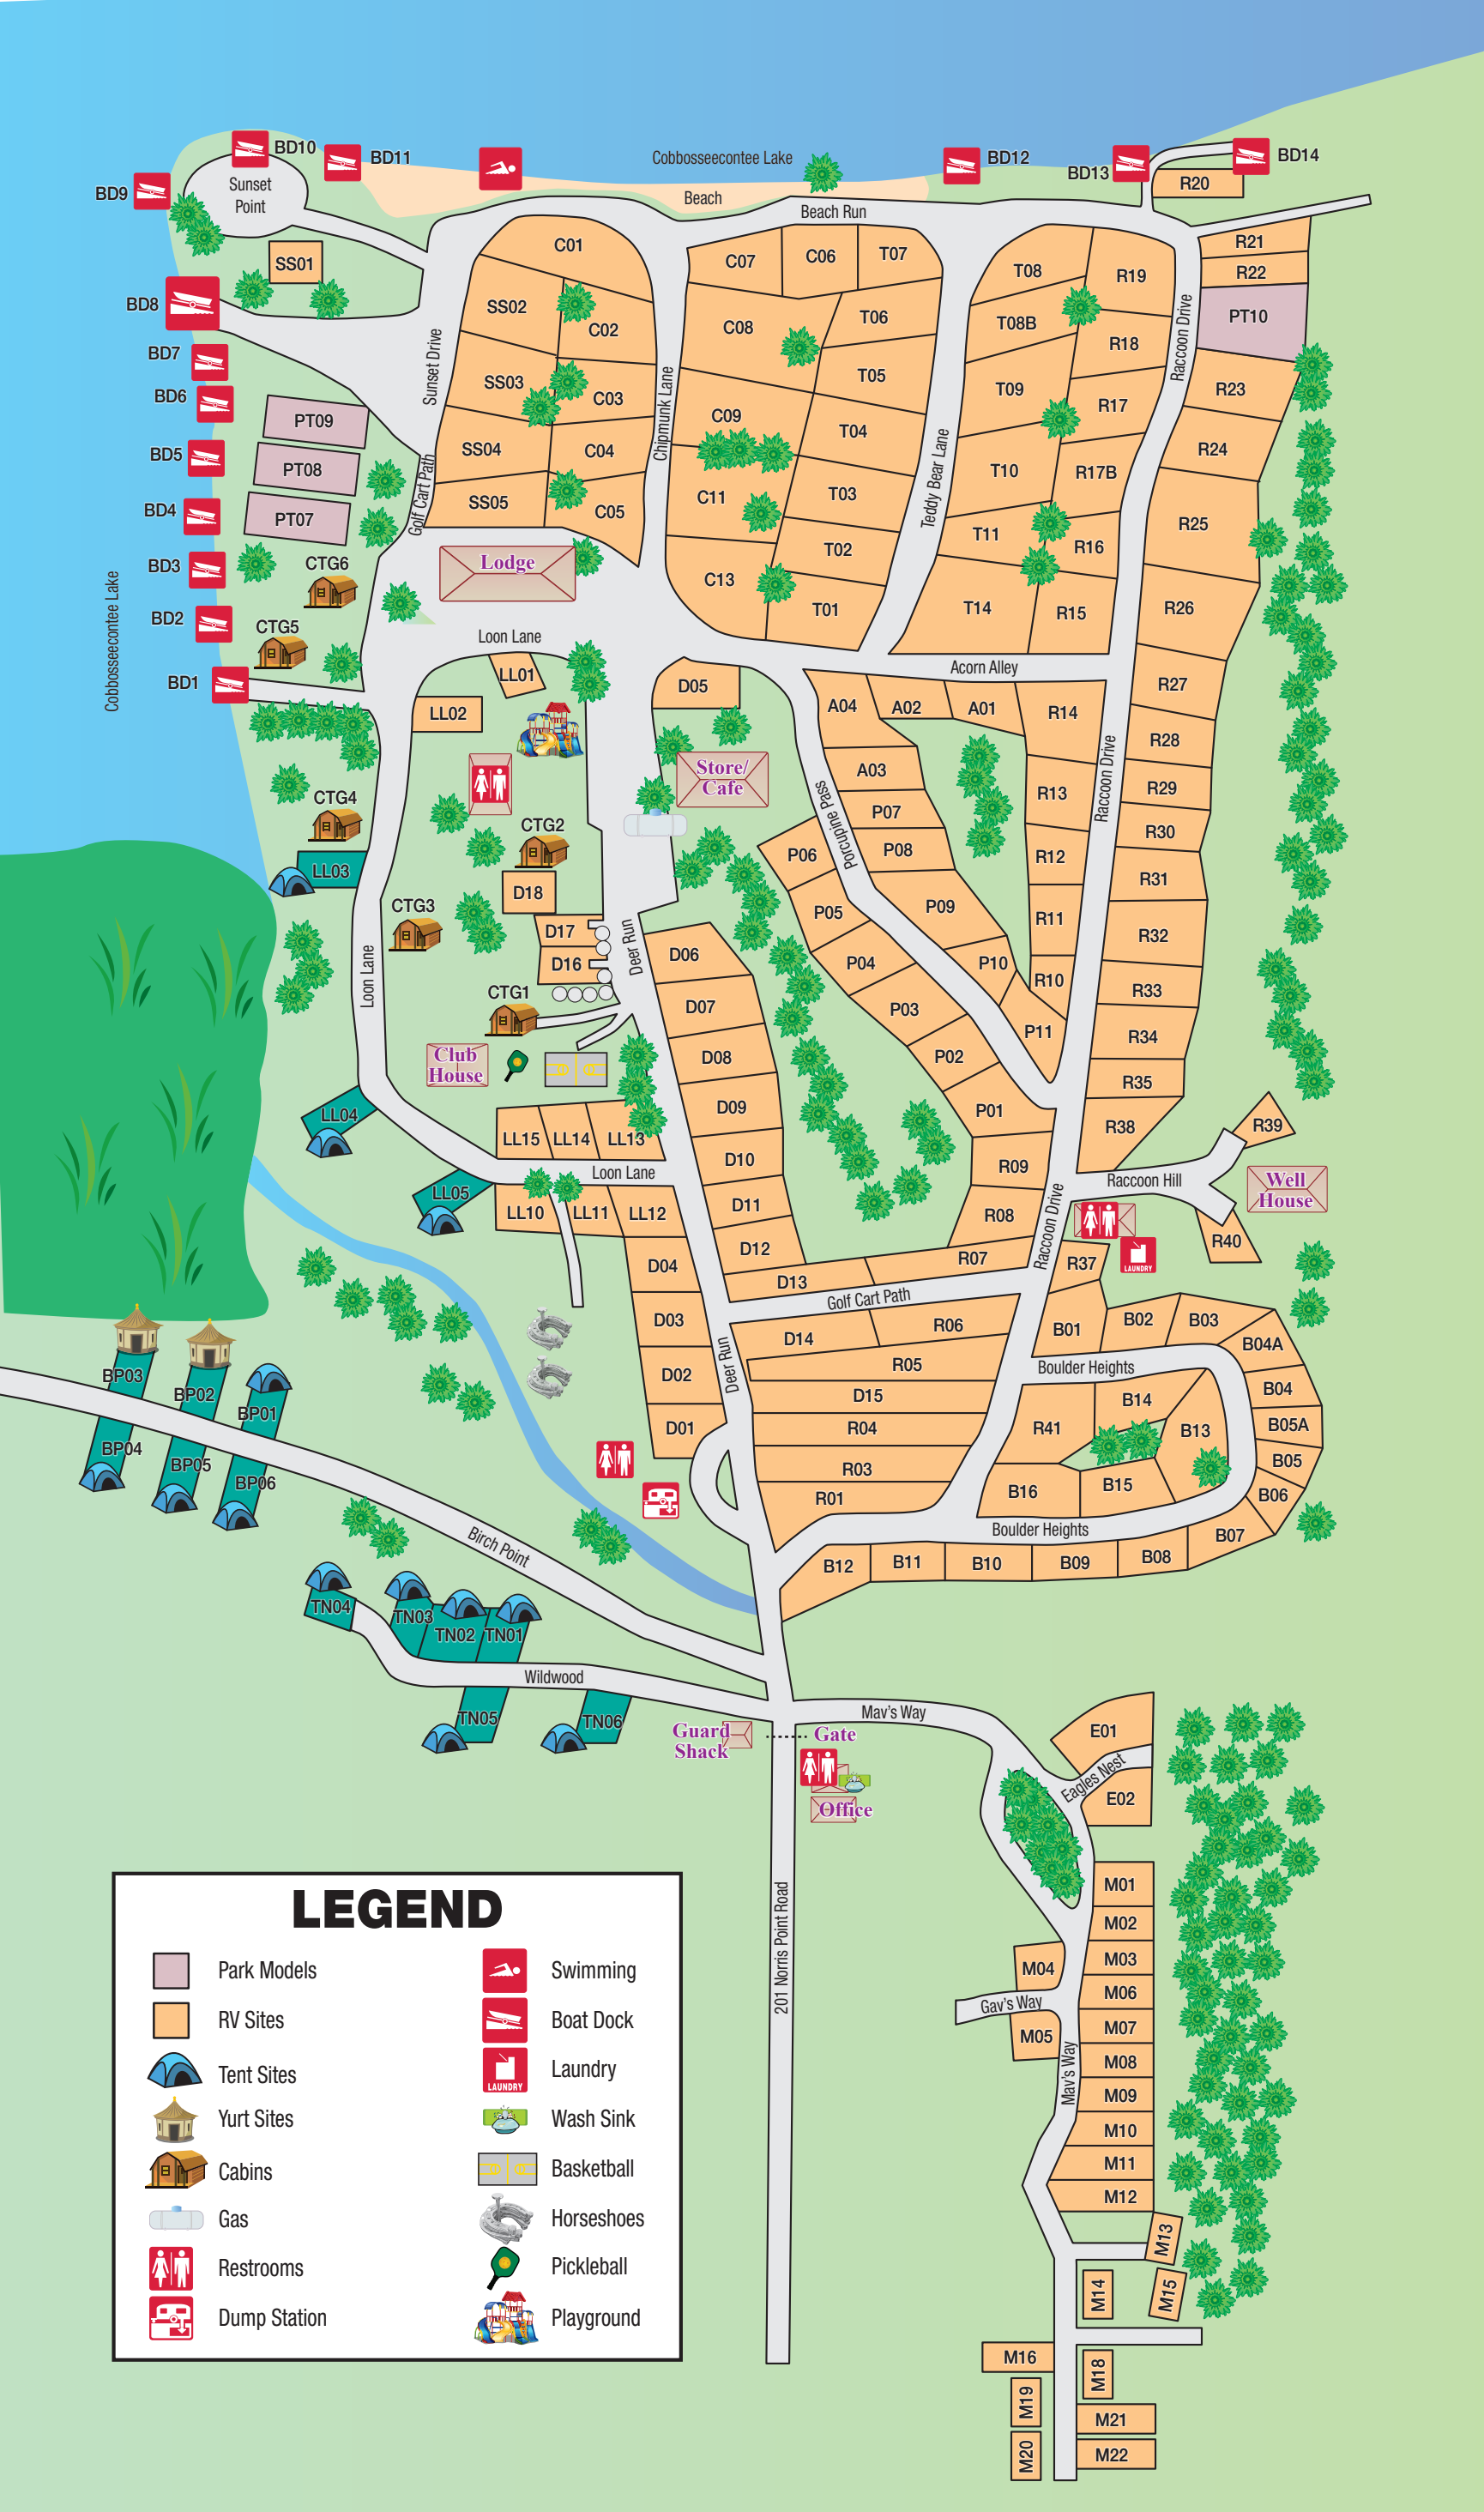 BD10
BD11
Cobbosseecontee Lake
BD12
BD13
BD14
BD9
Sunset
Point
Beach
Beach Run
R20
SS01
BD8
BD7
BD6
BD5
BD4
BD3
BD2
BD1
Cobbosseecontee Lake
PT09
PT08
PT07
CTG6
CTG5
Sunset Drive
Golf Cart Path
C01
SS02
C02
SS03
C03
SS04
C04
SS05
C05
Lodge
Chipmunk Lane
C07
C06
T07
C08
T06
T05
C09
T04
C11
T03
T02
C13
T01
Teddy Bear Lane
T08
R19
T08B
R18
T09
R17
T10
R17B
T11
R16
T14
R15
Raccoon Drive
R21
R22
PT10
R23
R24
R25
R26
R27
R28
R29
R30
R31
R32
R33
R34
R35
R38
Loon Lane
Acorn Alley
LL01
LL02
D05
Store/
Cafe
A04
A02
A01
R14
A03
P07
R13
P08
R12
P09
R11
P10
R10
P11
Porcupine Pass
Raccoon Drive
P06
P05
P04
P03
P02
P01
R09
R08
R07
CTG4
LL03
CTG2
D18
CTG3
D17
D16
CTG1
Deer Run
Loon Lane
Club
House
D06
D07
D08
D09
D10
D11
D12
D13
LL04
LL15
LL14
LL13
Loon Lane
LL05
LL10
LL11
LL12
D04
D03
D02
D01
Raccoon Hill
R39
Well
House
R40
LAUNDRY
R37
Raccoon Drive
Golf Cart Path
Deer Run
D14
R06
R05
D15
R04
R03
R01
B01
B02
B03
B04A
Boulder Heights
B04
B05A
B05
B06
B07
R41
B14
B13
B16
B15
Boulder Heights
B12
B11
B10
B09
B08
BP03
BP02
BP01
BP04
BP05
BP06
Birch Point
TN04
TN03
TN02
TN01
Wildwood
TN05
TN06
Guard
Shack
Gate
Office
Mav's Way
E01
Eagles Nest
E02
201 Norris Point Road
M01
M02
M03
M04
M06
Gav's Way
M07
M05
M08
Mav's Way
M09
M10
M11
M12
M13
M14
M15
M16
M18
M19
M21
M20
M22
LEGEND
Park Models
RV Sites
Tent Sites
Yurt Sites
Cabins
Gas
Restrooms
Dump Station
Swimming
Boat Dock
LAUNDRY
Laundry
Wash Sink
Basketball
Horseshoes
Pickleball
Playground